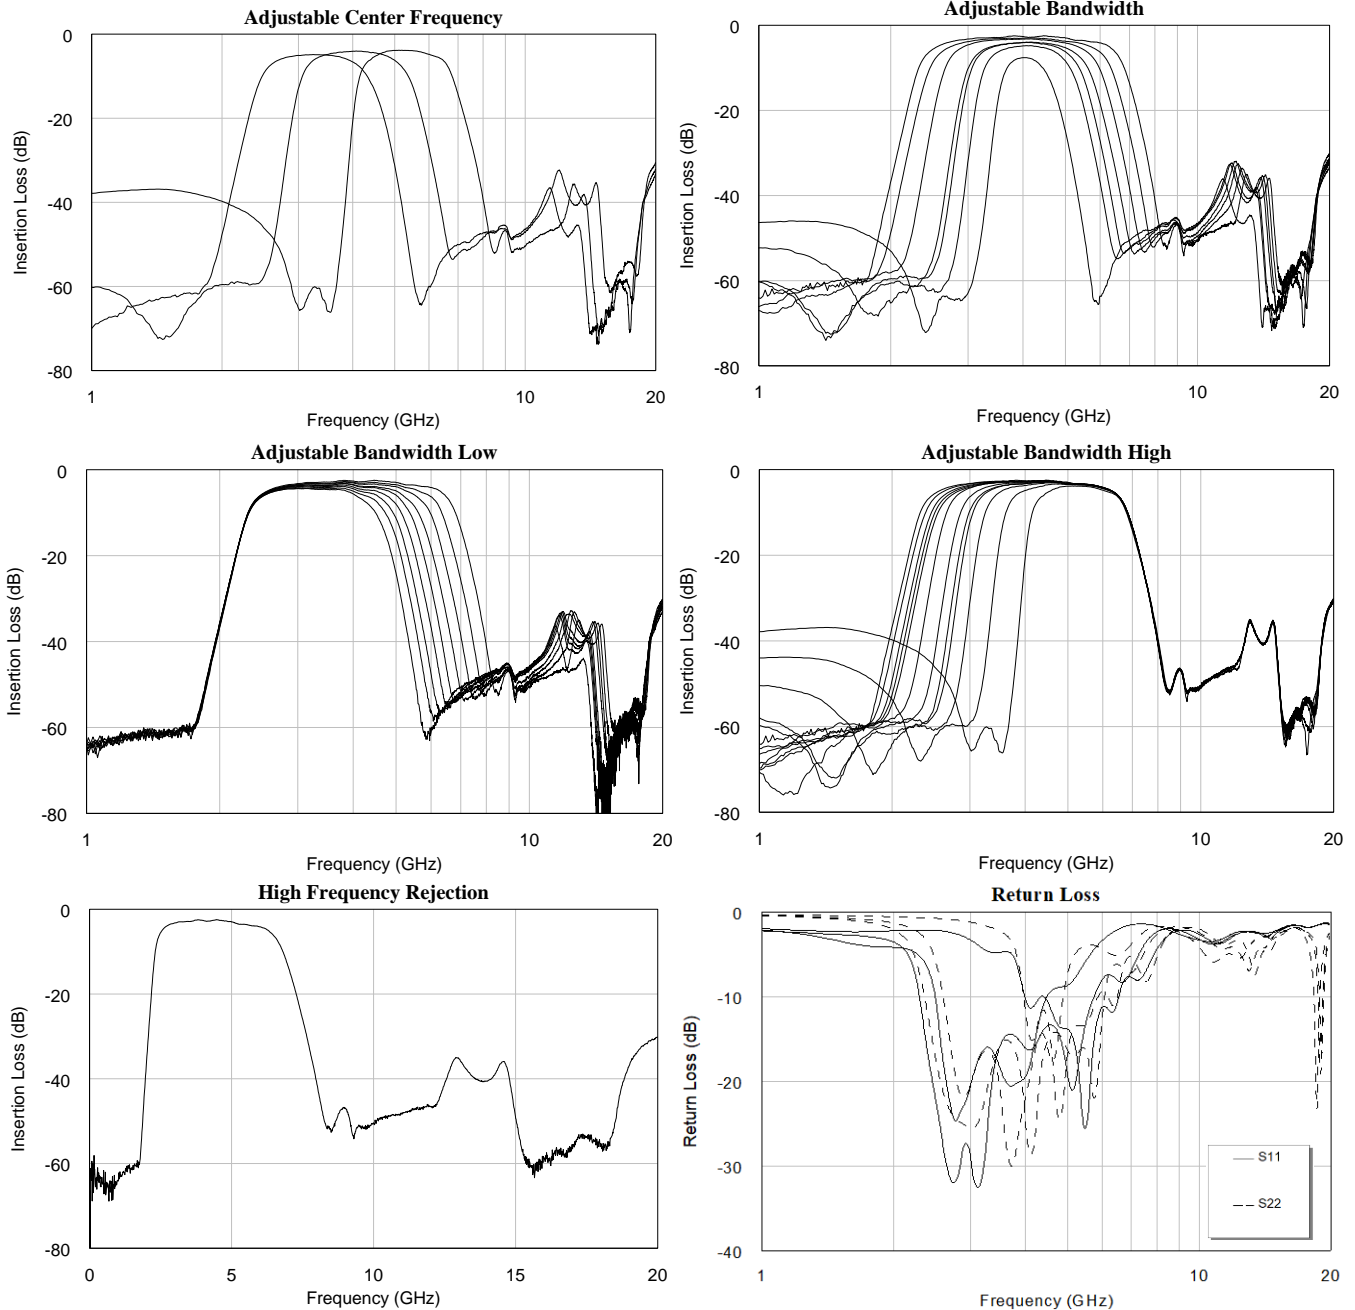 Adjustable Center Frequency
0
-20
-40
-60
-80
Insertion Loss (dB)
1
10
20
Frequency (GHz)
Adjustable Bandwidth
0
-20
-40
-60
-80
Insertion Loss (dB)
1
10
20
Frequency (GHz)
Adjustable Bandwidth Low
0
-20
-40
-60
-80
Insertion Loss (dB)
1
10
20
Frequency (GHz)
Adjustable Bandwidth High
0
-20
-40
-60
-80
Insertion Loss (dB)
1
10
20
Frequency (GHz)
High Frequency Rejection
0
-20
-40
-60
-80
Insertion Loss (dB)
0
5
10
15
20
Frequency (GHz)
Return Loss
0
-10
-20
-30
-40
Return Loss (dB)
S11
S22
1
10
20
Frequency (GHz)